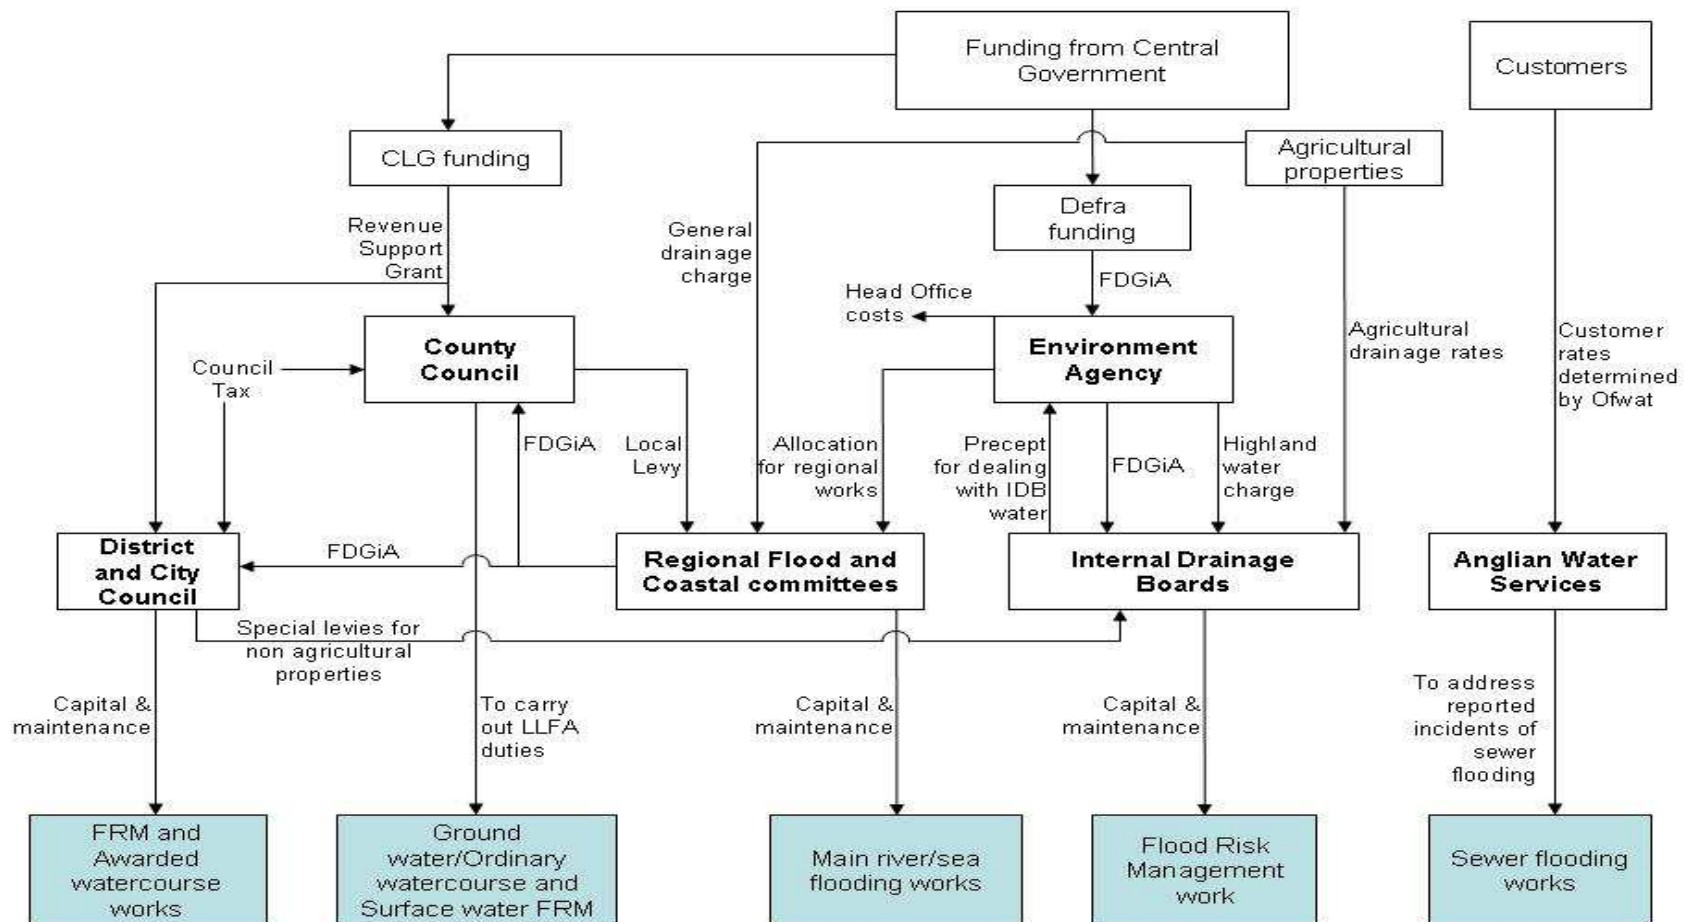 Funding from Central
Government
Customers
CLG funding
Agricultural
properties
Defra
funding
Revenue
Support
Grant
General
drainage
charge
FDGiA
Head Office
costs
County
Council
Environment
Agency
Agricultural
drainage rates
Customer
rates
determined
by Ofwat
Council
Tax
FDGiA
Local
Levy
Allocation
for regional
works
Precept
for dealing
with IDB
water
FDGiA
Highland
water
charge
District
and City
Council
FDGiA
Regional Flood and
Coastal committees
Internal Drainage
Boards
Anglian Water
Services
Special levies for
non agricultural
properties
Capital &
maintenance
To carry
out LLFA
duties
Capital &
maintenance
Capital &
maintenance
To address
reported
incidents of
sewer
flooding
FRM and
Awarded
watercourse
works
Ground
water/Ordinary
watercourse and
Surface water FRM
Main river/sea
flooding works
Flood Risk
Management
work
Sewer flooding
works